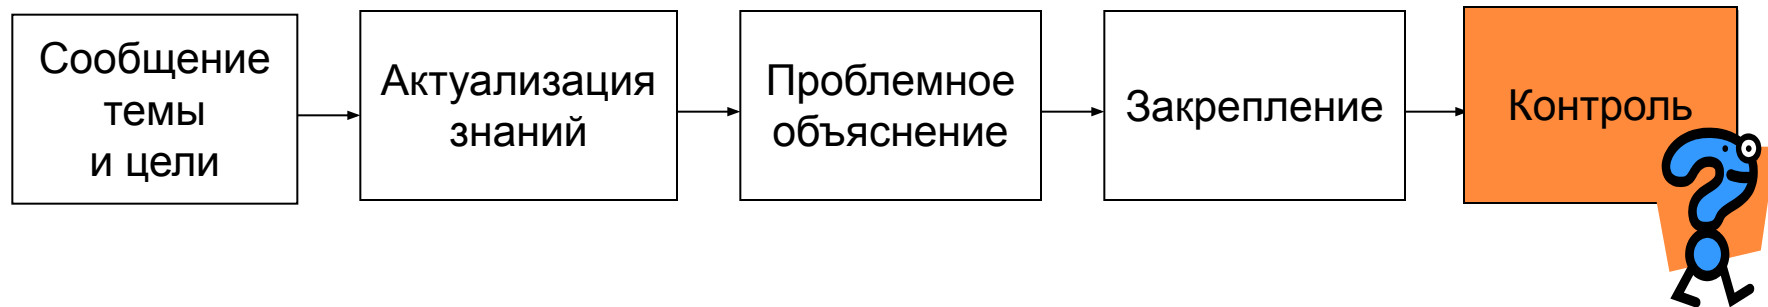 Сообщение
темы
и цели
Актуализация
знаний
Проблемное
объяснение
Закрепление
Контроль